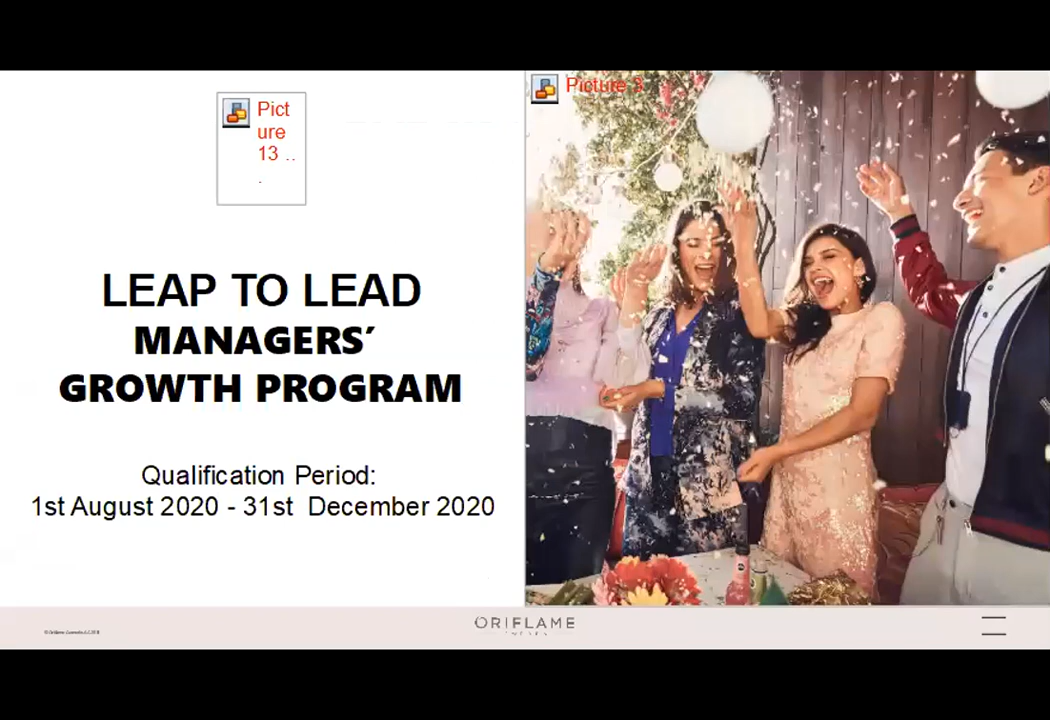 Pict
ure
13 ..
.
Picture 3
LEAP TO LEAD
MANAGERS’
GROWTH PROGRAM
Qualification Period:
1st August 2020 - 31st  December 2020
ORIFLAME